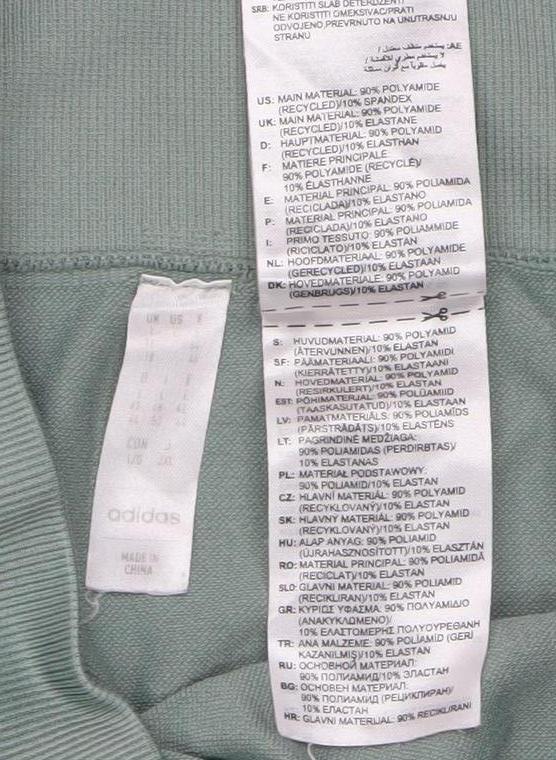 SRB: KORISTITI SLAB DETERDŽENT/
NE KORISTITI OMEKSIVAC/PRATI
ODVOJENO,PREVRNUTO NA UNUTRASNJU
STRANU
US: MAIN MATERIAL: 90% POLYAMIDE
(RECYCLED)/10% SPANDEX
UK: MAIN MATERIAL: 90% POLYAMIDE
(RECYCLED)/10% ELASTANE
D: HAUPTMATERIAL: 90% POLYAMID
(RECYCLED)/10% ELASTHAN
F: MATIERE PRINCIPALE:
90% POLYAMIDE (RECYCLÉ)/
10% ÉLASTHANNE
E: MATERIAL PRINCIPAL: 90% POLIAMIDA
(RECICLADA)/10% ELASTANO
P: MATERIAL PRINCIPAL: 90% POLIAMIDA
(RECICLADA)/10% ELASTANO
I: PRIMO TESSUTO: 90% POLIAMMIDE
(RICICLATO)/10% ELASTAN
NL: HOOFDMATERIAAL: 90% POLYAMIDE
(GERECYCLED)/10% ELASTAAN
DK: HOVEDMATERIALE: 90% POLYAMID
(GENBRUGS)/10% ELASTAN
S: HUVUDMATERIAL: 90% POLYAMID
(ÅTERVUNNEN)/10% ELASTAN
SF: PÄÄMATERIAALI: 90% POLYAMIDI
(KIERRÄTETTY)/10% ELASTAANI
N: HOVEDMATERIAL: 90% POLYAMID
(RESIRKULERT)/10% ELASTAN
EST: PÕHIMATERJAL: 90% POLÜAMIID
(TAASKASUTATUD)/10% ELASTAAN
LV: PAMATMATERIĀLS: 90% POLIAMĪDS
(PĀRSTRĀDĀTS)/10% ELASTĒNS
LT: PAGRINDINĖ MEDŽIAGA:
90% POLIAMIDAS (PERDIRBTAS)/
10% ELASTANAS
PL: MATERIAŁ PODSTAWOWY:
90% POLIAMID/10% ELASTAN
CZ: HLAVNÍ MATERIÁL: 90% POLYAMID
(RECYKLOVANÝ)/10% ELASTAN
SK: HLAVNÝ MATERIÁL: 90% POLYAMID
(RECYKLOVANÝ)/10% ELASTAN
HU: ALAP ANYAG: 90% POLIAMID
(ÚJRAHASZNOSÍTOTT)/10% ELASZTÁN
RO: MATERIAL PRINCIPAL: 90% POLIAMIDĂ
(RECICLAT)/10% ELASTAN
SLO: GLAVNI MATERIAL: 90% POLIAMID
(RECIKLIRAN)/10% ELASTAN
GR: ΚΥΡΙΩΣ ΥΦΑΣΜΑ: 90% ΠΟΛΥΑΜΙΔΙΟ
(ΑΝΑΚΥΚΛΩΜΕΝΟ)/
10% ΕΛΑΣΤΟΜΕΡΗΣ ΠΟΛΥΟΥΡΕΘΑΝΗ
TR: ANA MALZEME: 90% POLİAMİD (GERİ
KAZANILMIŞ)/10% ELASTAN
RU: ОСНОВНОЙ МАТЕРИАЛ:
90% ПОЛИАМИД/10% ЭЛАСТАН
BG: ОСНОВЕН МАТЕРИАЛ:
90% ПОЛИАМИД (РЕЦИКЛИРАН)/
10% ЕЛАСТАН
HR: GLAVNI MATERIJAL: 90% RECIKLIRANI
UK US
adidas
MADE IN
CHINA